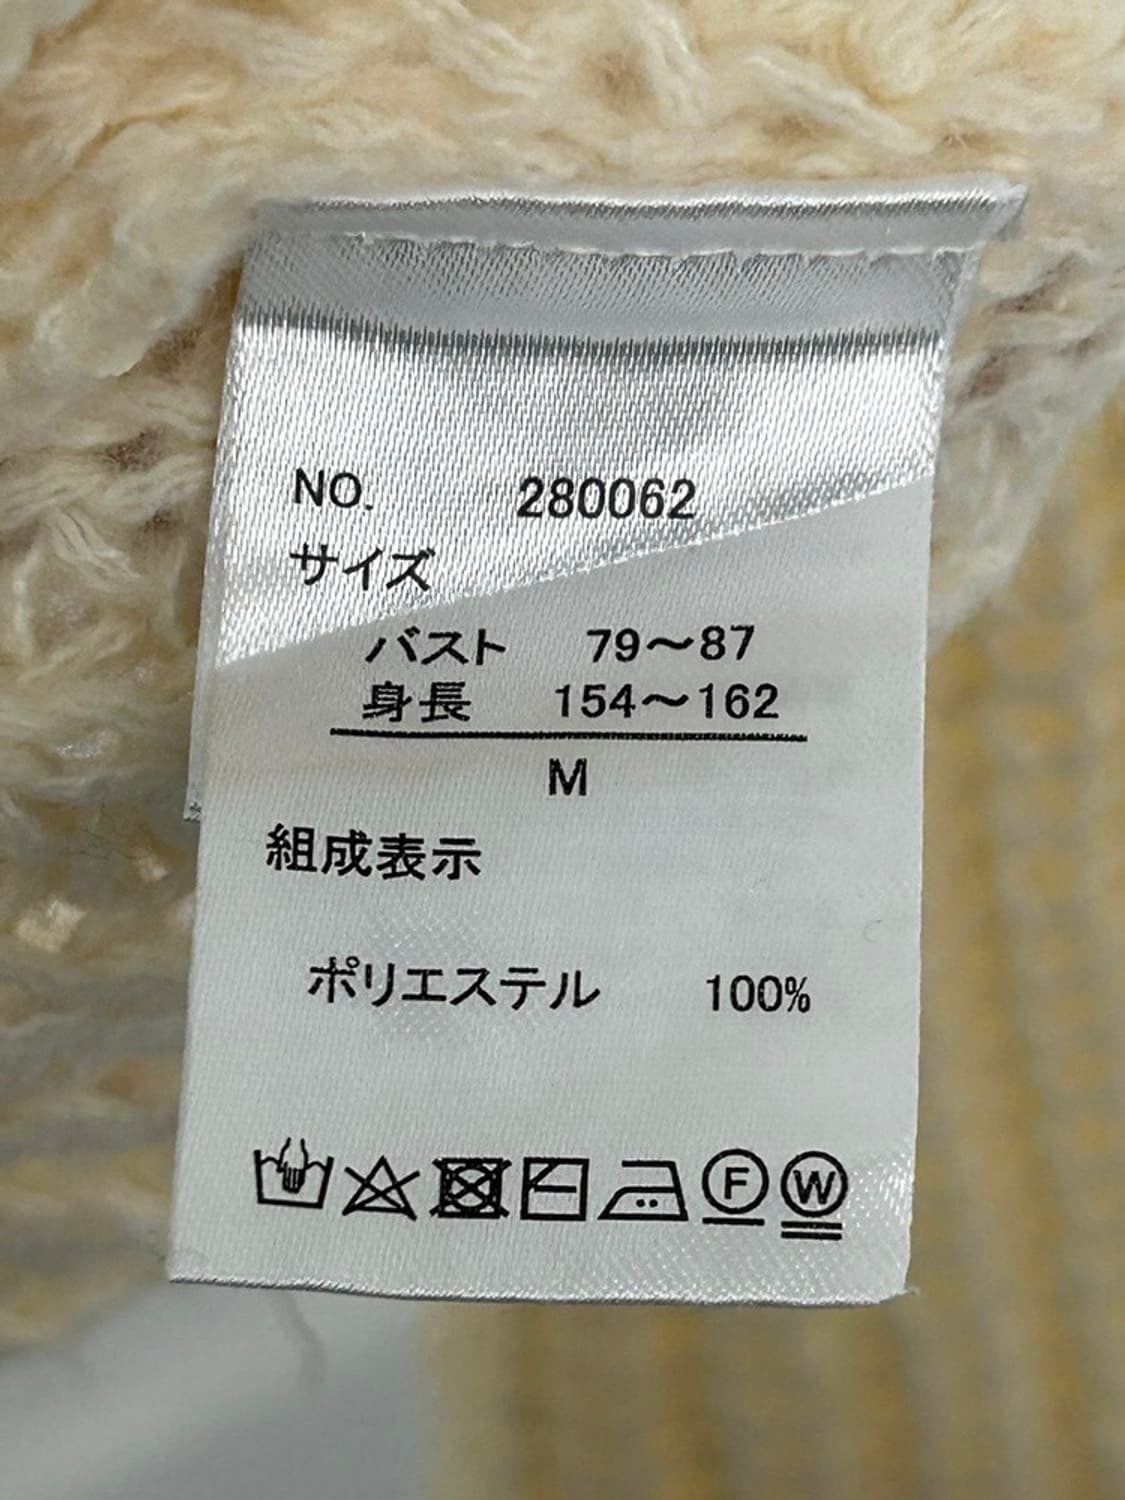 NO. 280062
サイズ
バスト 79～87
身長 154～162
M
組成表示
ポリエステル 100%
F W